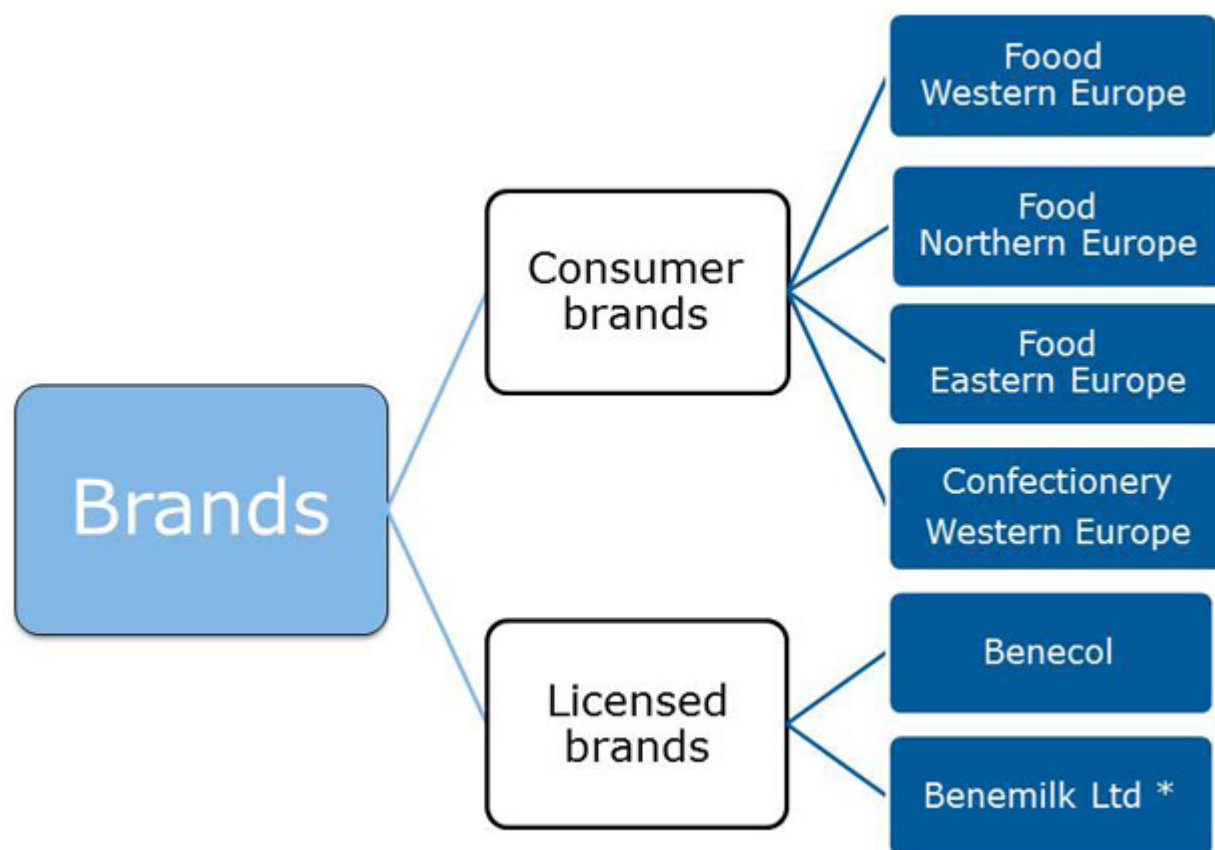 Foood
Western Europe
Food
Northern Europe
Consumer
brands
Food
Eastern Europe
Brands
Confectionery
Western Europe
Benecol
Licensed
brands
Benemilk Ltd *